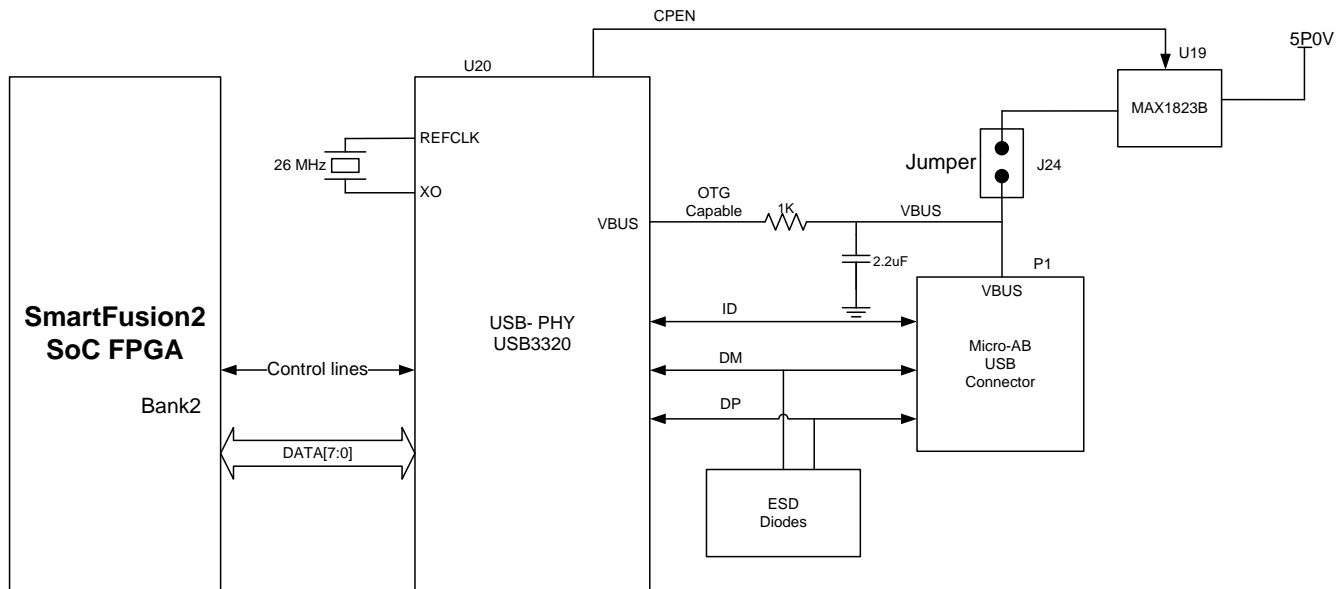 CPEN
5P0V
U20
U19
MAX1823B
REFCLK
26 MHz
Jumper
J24
XO
OTG
Capable
1K
VBUS
VBUS
2.2uF
P1
VBUS
SmartFusion2
SoC FPGA
USB- PHY
USB3320
ID
Micro-AB
USB
Connector
Control lines
DM
Bank2
DP
DATA[7:0]
ESD
Diodes